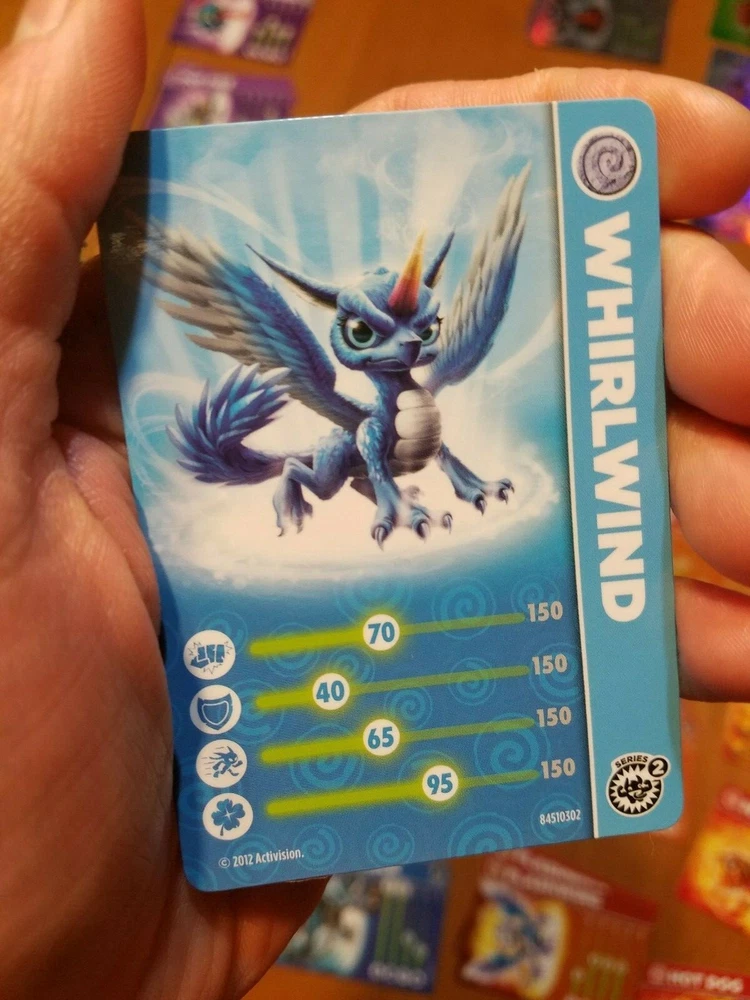 WHIRLWIND
70 150
40 150
65 150
95 150
SERIES 2
84510302
© 2012 Activision.
HOT DOG